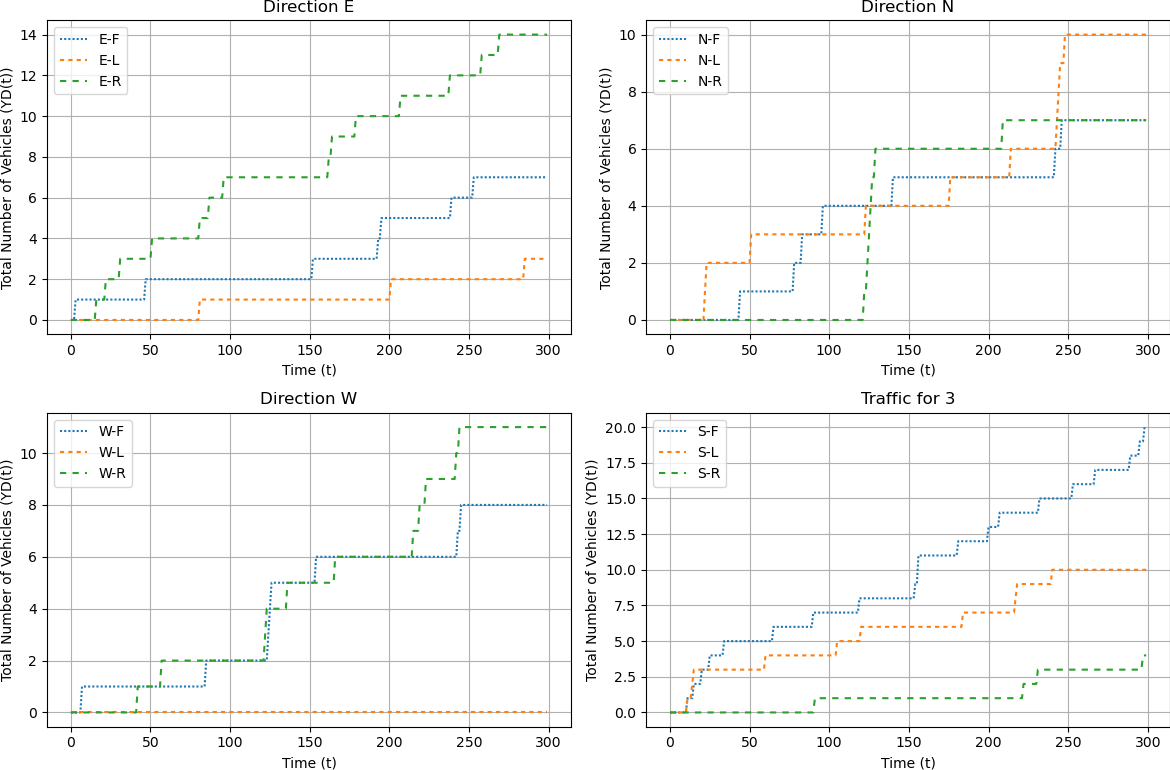 Direction E
Total Number of Vehicles (YD(t))
14
12
10
8
6
4
2
0
E-F
E-L
E-R
0 50 100 150 200 250 300
Time (t)
Direction N
Total Number of Vehicles (YD(t))
10
8
6
4
2
0
N-F
N-L
N-R
0 50 100 150 200 250 300
Time (t)
Direction W
Total Number of Vehicles (YD(t))
10
8
6
4
2
0
W-F
W-L
W-R
0 50 100 150 200 250 300
Time (t)
Traffic for 3
Total Number of Vehicles (YD(t))
20.0
17.5
15.0
12.5
10.0
7.5
5.0
2.5
0.0
S-F
S-L
S-R
0 50 100 150 200 250 300
Time (t)